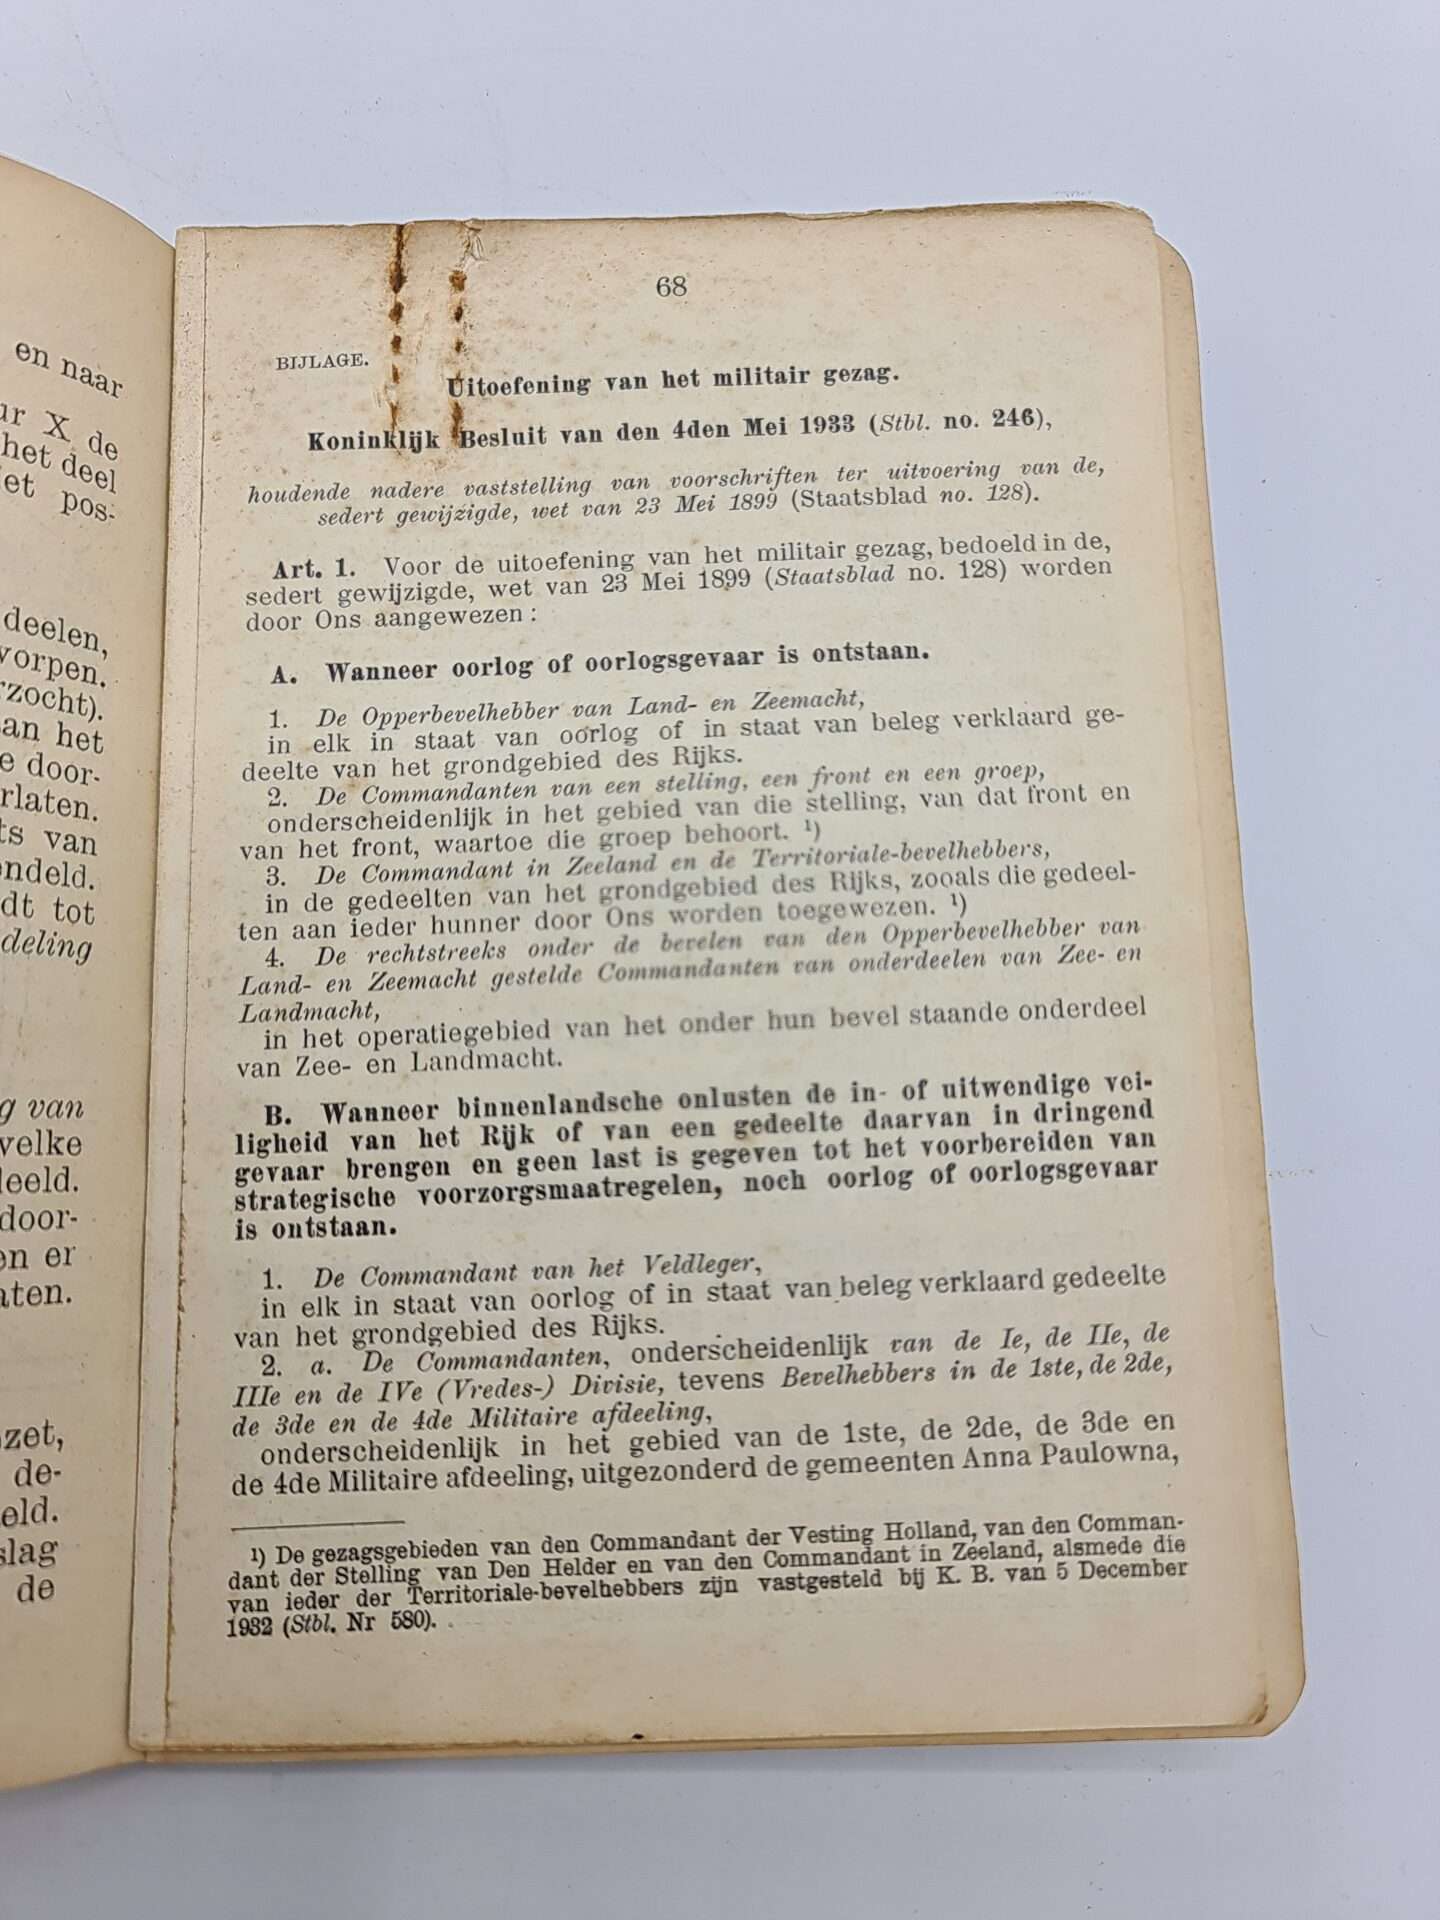 en naar
ur X de
het deel
et pos-
deelen,
worpen.
rzocht).
an het
e door-
rlaten.
ts van
ndeld.
dt tot
deling
g van
welke
deeld.
door-
en er
aten.
zet,
de-
eld.
slag
de
68
BIJLAGE.
Uitoefening van het militair gezag.
Koninklijk Besluit van den 4den Mei 1933 (Stbl. no. 246),
houdende nadere vaststelling van voorschriften ter uitvoering van de,
sedert gewijzigde, wet van 23 Mei 1899 (Staatsblad no. 128).
Art. 1. Voor de uitoefening van het militair gezag, bedoeld in de,
sedert gewijzigde, wet van 23 Mei 1899 (Staatsblad no. 128) worden
door Ons aangewezen :
A. Wanneer oorlog of oorlogsgevaar is ontstaan.
1. De Opperbevelhebber van Land- en Zeemacht,
in elk in staat van oorlog of in staat van beleg verklaard ge-
deelte van het grondgebied des Rijks.
2. De Commandanten van een stelling, een front en een groep,
onderscheidenlijk in het gebied van die stelling, van dat front en
van het front, waartoe die groep behoort. ¹)
3. De Commandant in Zeeland en de Territoriale-bevelhebbers,
in de gedeelten van het grondgebied des Rijks, zooals die gedeel-
ten aan ieder hunner door Ons worden toegewezen. ¹)
4. De rechtstreeks onder de bevelen van den Opperbevelhebber van
Land- en Zeemacht gestelde Commandanten van onderdeelen van Zee- en
Landmacht,
in het operatiegebied van het onder hun bevel staande onderdeel
van Zee- en Landmacht.
B. Wanneer binnenlandsche onlusten de in- of uitwendige vei-
ligheid van het Rijk of van een gedeelte daarvan in dringend
gevaar brengen en geen last is gegeven tot het voorbereiden van
strategische voorzorgsmaatregelen, noch oorlog of oorlogsgevaar
is ontstaan.
1. De Commandant van het Veldleger,
in elk in staat van oorlog of in staat van beleg verklaard gedeelte
van het grondgebied des Rijks.
2. a. De Commandanten, onderscheidenlijk van de Ie, de IIe, de
IIIe en de IVe (Vredes-) Divisie, tevens Bevelhebbers in de 1ste, de 2de,
de 3de en de 4de Militaire afdeeling,
onderscheidenlijk in het gebied van de 1ste, de 2de, de 3de en
de 4de Militaire afdeeling, uitgezonderd de gemeenten Anna Paulowna,
¹) De gezagsgebieden van den Commandant der Vesting Holland, van den Comman-
dant der Stelling van Den Helder en van den Commandant in Zeeland, alsmede die
van ieder der Territoriale-bevelhebbers zijn vastgesteld bij K. B. van 5 December
1932 (Stbl. Nr 580).